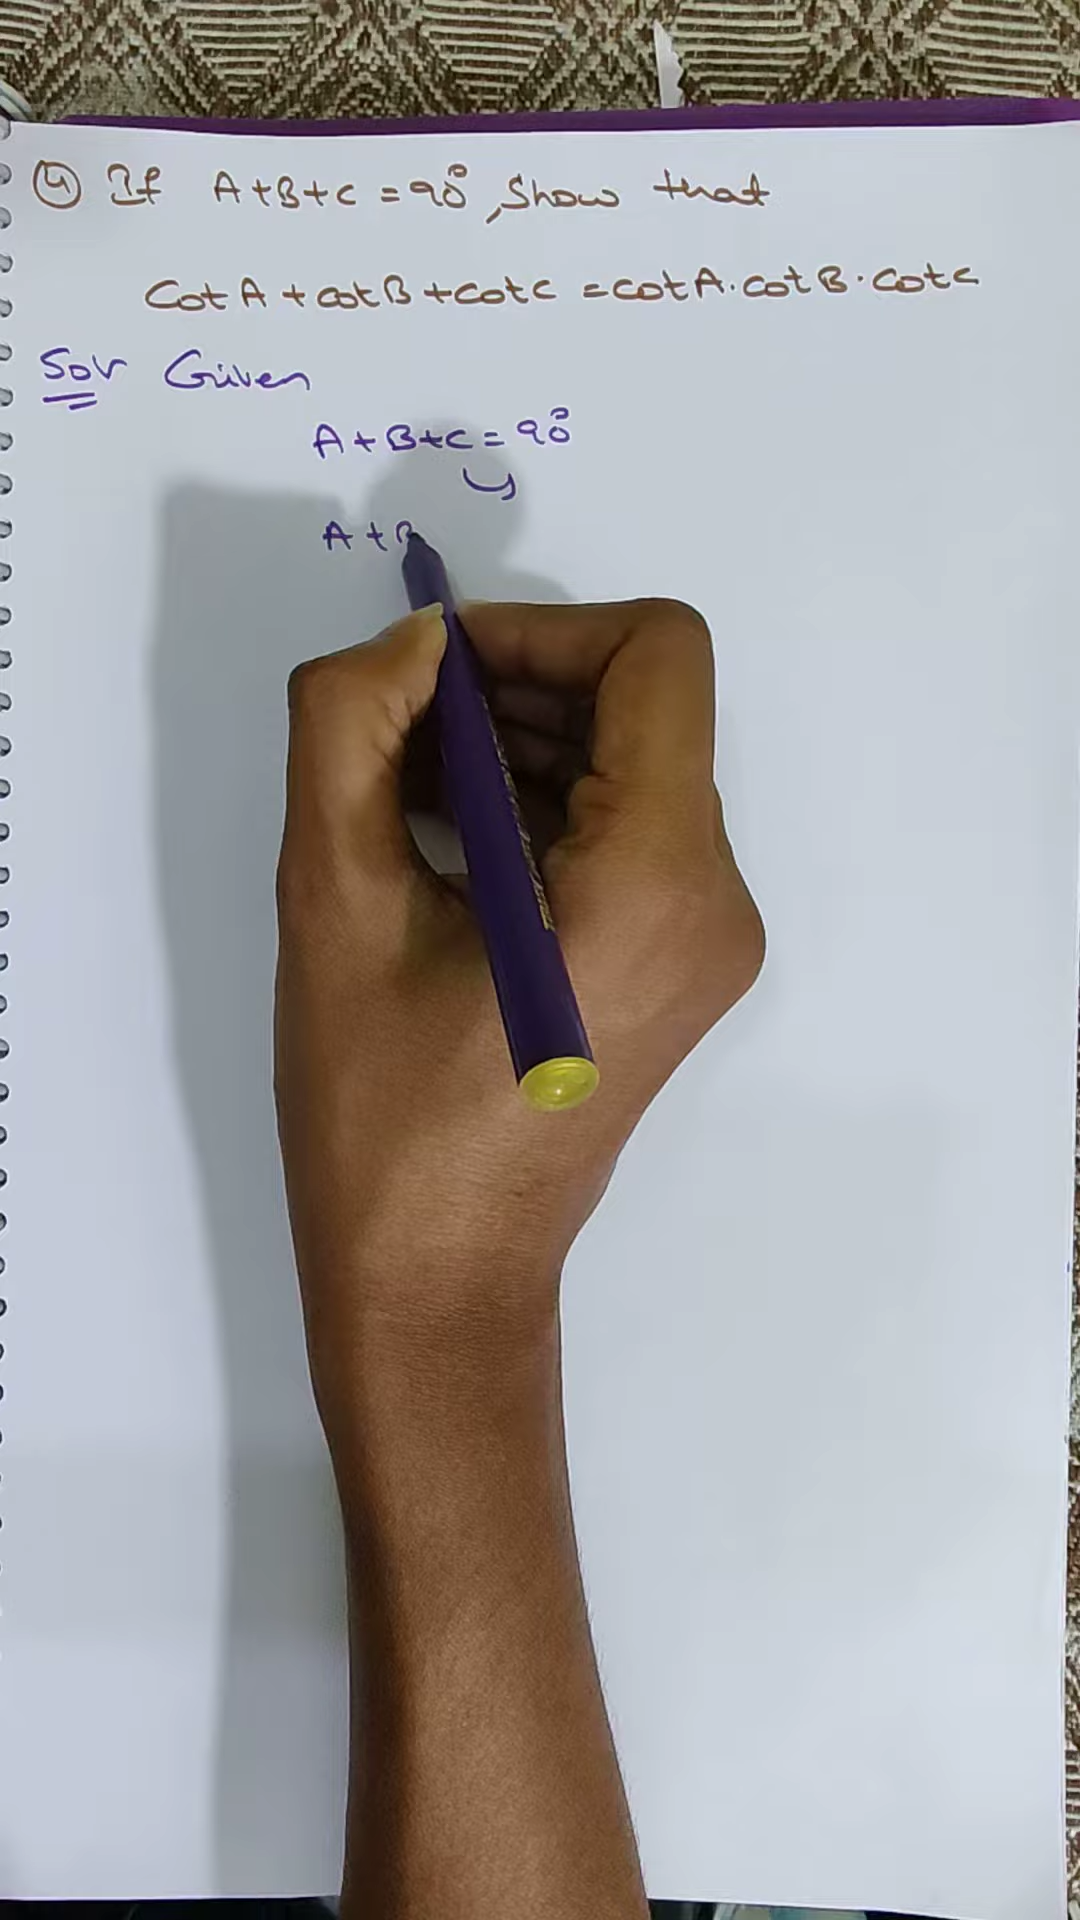 ④ If A+B+C = 90°, Show that
Cot A + cot B + cot C = cot A. cot B. cot C
Sol Given
A + B + C = 90°
A + B